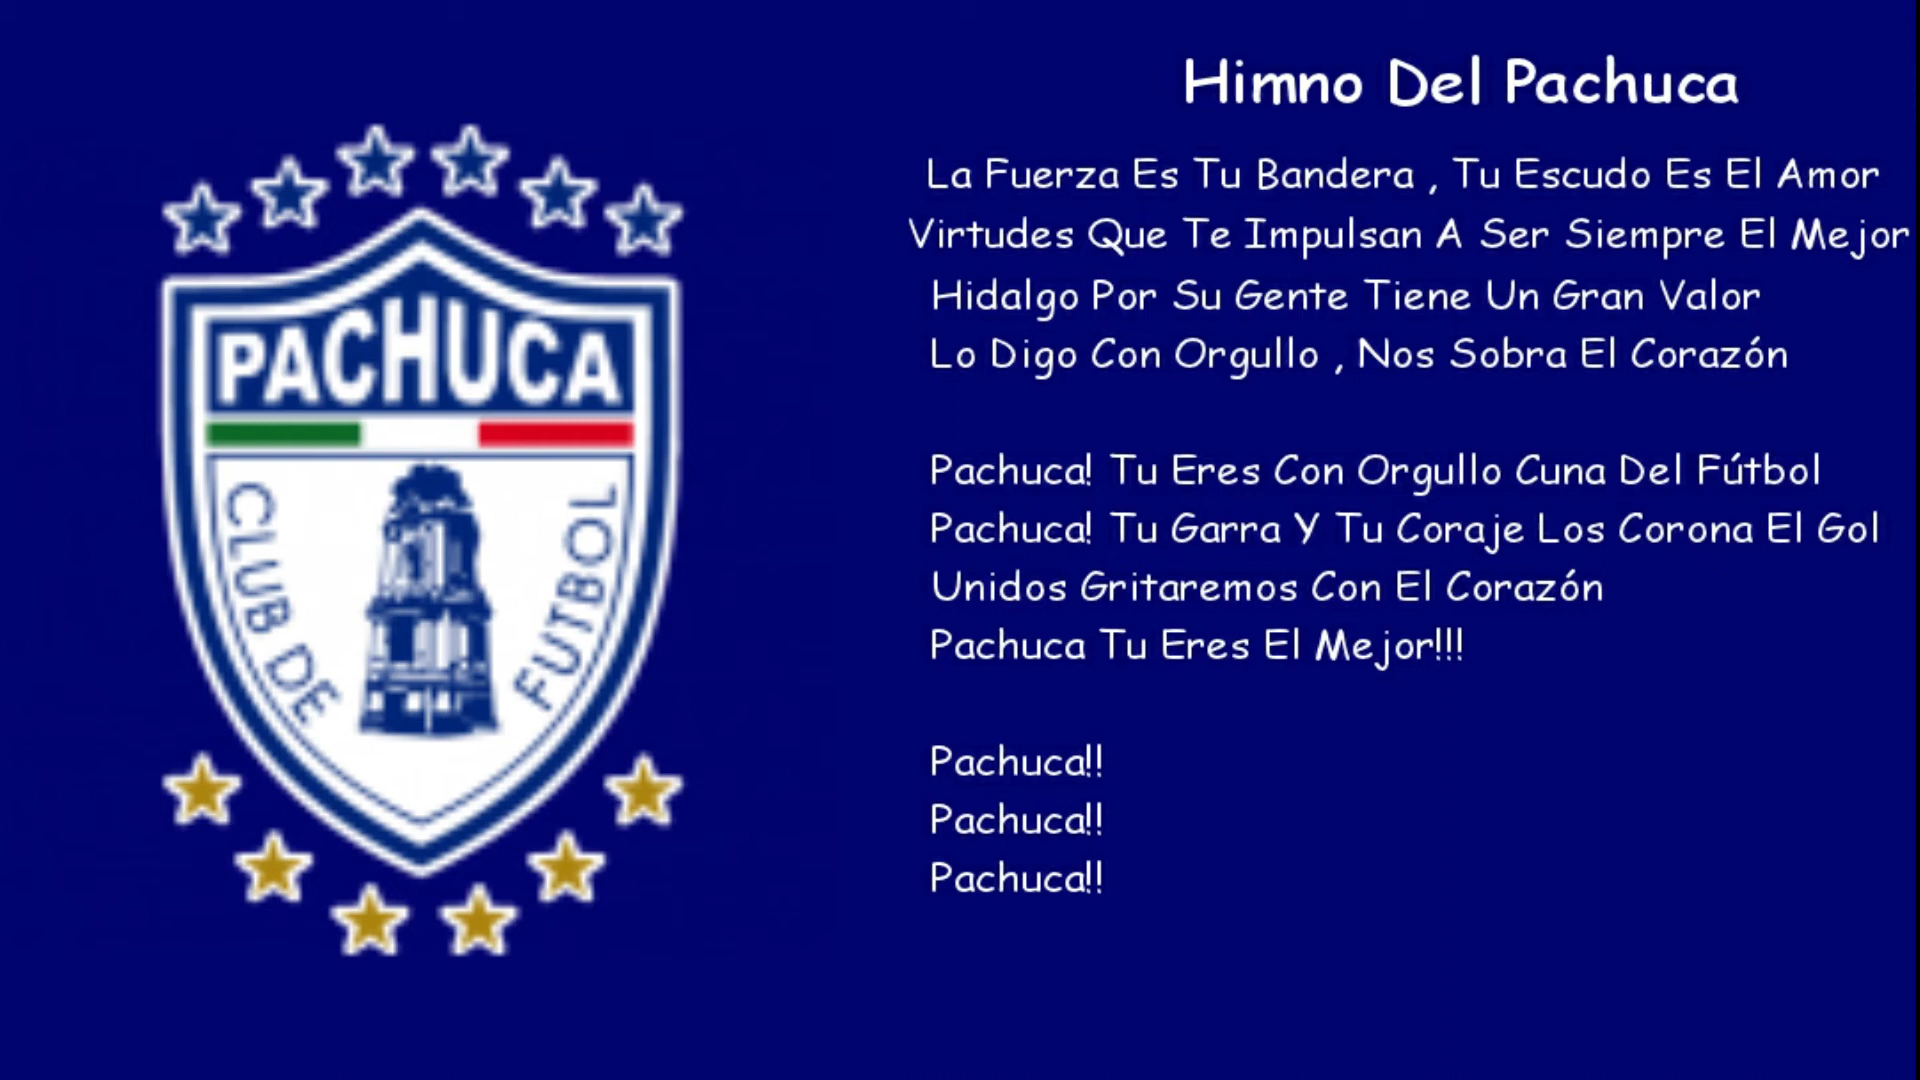 Himno Del Pachuca
La Fuerza Es Tu Bandera , Tu Escudo Es El Amor
Virtudes Que Te Impulsan A Ser Siempre El Mejor
Hidalgo Por Su Gente Tiene Un Gran Valor
Lo Digo Con Orgullo , Nos Sobra El Corazón
Pachuca! Tu Eres Con Orgullo Cuna Del Fútbol
Pachuca! Tu Garra Y Tu Coraje Los Corona El Gol
Unidos Gritaremos Con El Corazón
Pachuca Tu Eres El Mejor!!!
Pachuca!!
Pachuca!!
Pachuca!!
PACHUCA
CLUB DE
FUTBOL